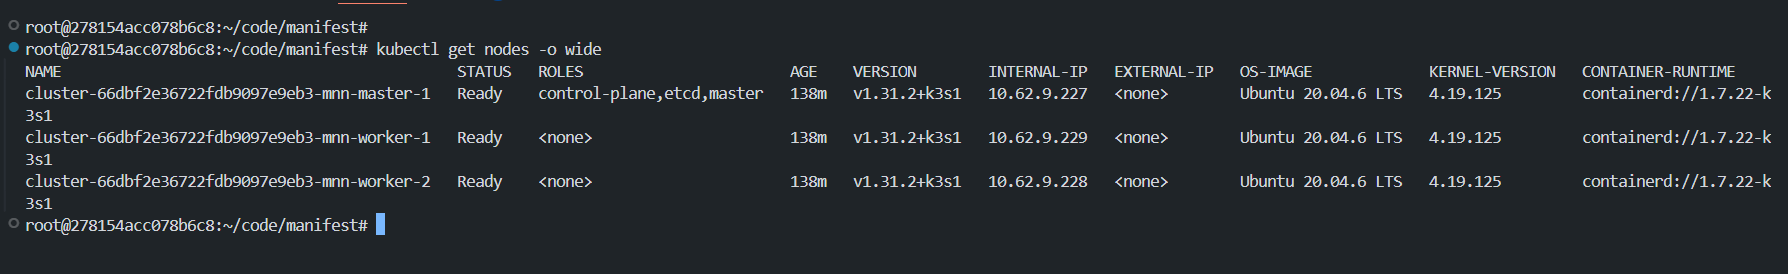 root@278154acc078b6c8:~/code/manifest#
root@278154acc078b6c8:~/code/manifest# kubectl get nodes -o wide
NAME STATUS ROLES AGE VERSION INTERNAL-IP EXTERNAL-IP OS-IMAGE KERNEL-VERSION CONTAINER-RUNTIME
cluster-66dbf2e36722fdb9097e9eb3-mnn-master-1 Ready control-plane,etcd,master 138m v1.31.2+k3s1 10.62.9.227 <none> Ubuntu 20.04.6 LTS 4.19.125 containerd://1.7.22-k
3s1
cluster-66dbf2e36722fdb9097e9eb3-mnn-worker-1 Ready <none> 138m v1.31.2+k3s1 10.62.9.229 <none> Ubuntu 20.04.6 LTS 4.19.125 containerd://1.7.22-k
3s1
cluster-66dbf2e36722fdb9097e9eb3-mnn-worker-2 Ready <none> 138m v1.31.2+k3s1 10.62.9.228 <none> Ubuntu 20.04.6 LTS 4.19.125 containerd://1.7.22-k
3s1
root@278154acc078b6c8:~/code/manifest#